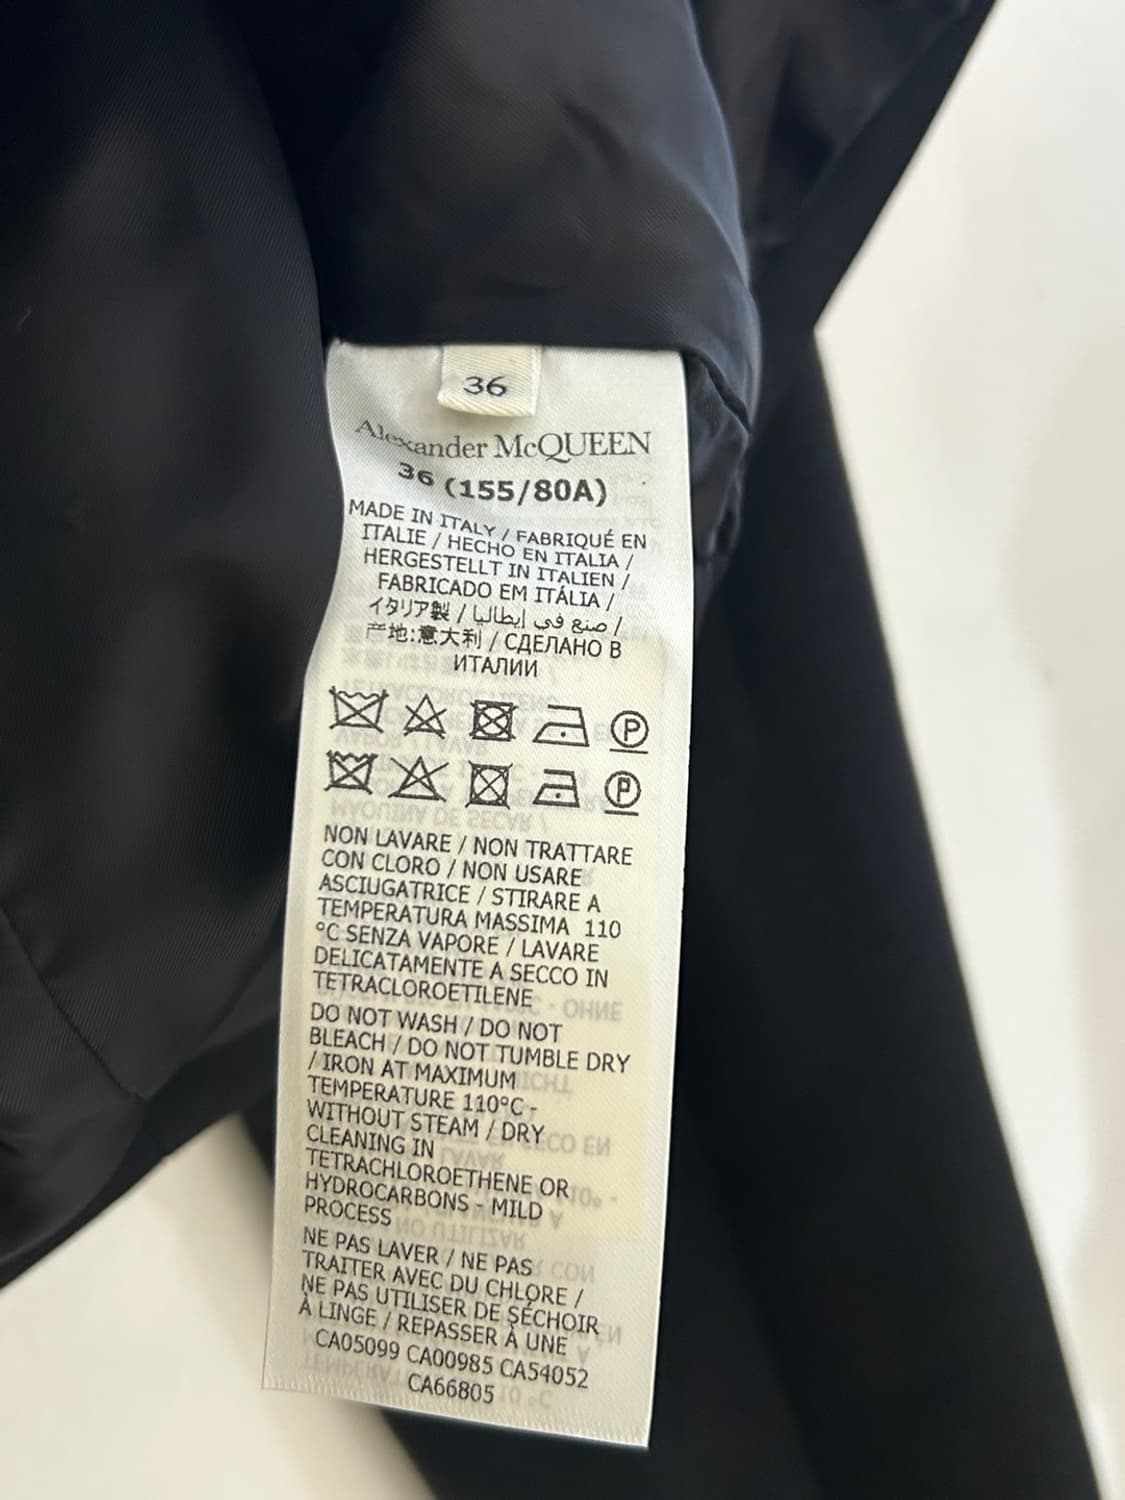 36
Alexander McQUEEN
36 (155/80A)
MADE IN ITALY / FABRIQUÉ EN
ITALIE / HECHO EN ITALIA /
HERGESTELLT IN ITALIEN /
FABRICADO EM ITÁLIA /
イタリア製 / صنع في إيطاليا /
产地:意大利 / СДЕЛАНО В
ИТАЛИИ
P
P
NON LAVARE / NON TRATTARE
CON CLORO / NON USARE
ASCIUGATRICE / STIRARE A
TEMPERATURA MASSIMA 110
°C SENZA VAPORE / LAVARE
DELICATAMENTE A SECCO IN
TETRACLOROETILENE
DO NOT WASH / DO NOT
BLEACH / DO NOT TUMBLE DRY
/ IRON AT MAXIMUM
TEMPERATURE 110°C -
WITHOUT STEAM / DRY
CLEANING IN
TETRACHLOROETHENE OR
HYDROCARBONS - MILD
PROCESS
NE PAS LAVER / NE PAS
TRAITER AVEC DU CHLORE /
NE PAS UTILISER DE SÉCHOIR
À LINGE / REPASSER À UNE
CA05099 CA00985 CA54052
CA66805